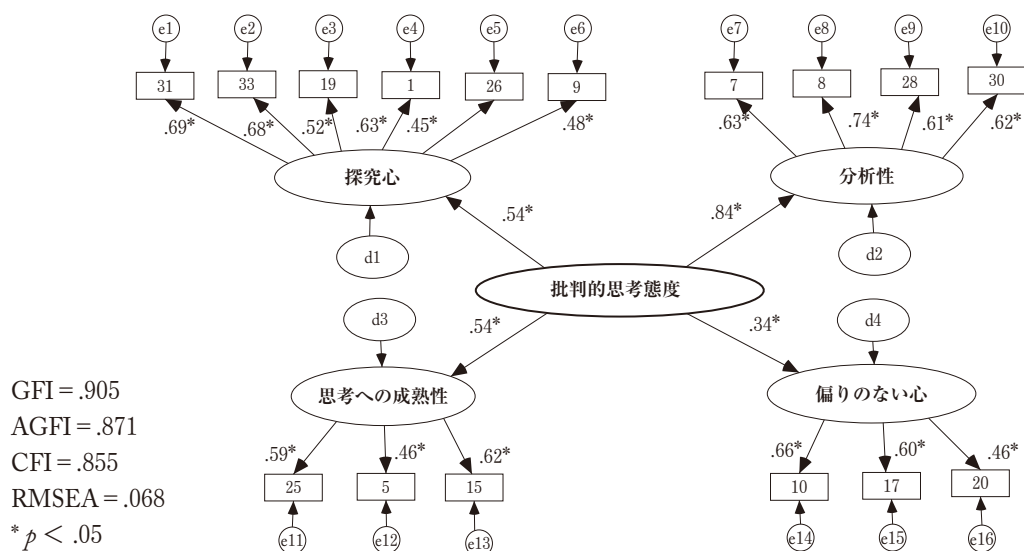 e1 e2 e3 e4 e5 e6 e7 e8 e9 e10
31 33 19 1 26 9 7 8 28 30
.69* .68* .52* .63* .45* .48* .63* .74* .61* .62*
探究心 分析性
.54* .84*
d1 d2
批判的思考態度
d3 d4
.54* .34*
思考への成熟性 偏りのない心
.59* .46* .62* .66* .60* .46*
25 5 15 10 17 20
e11 e12 e13 e14 e15 e16
GFI = .905
AGFI = .871
CFI = .855
RMSEA = .068
* p < .05